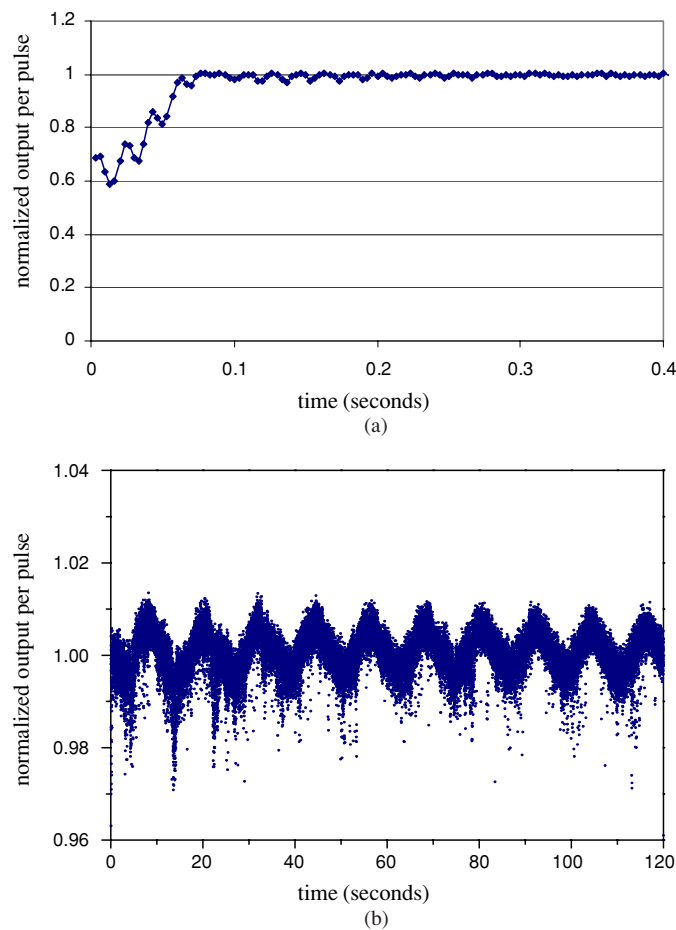 1.2
1
0.8
0.6
0.4
0.2
0
normalized output per pulse
0 0.1 0.2 0.3 0.4
time (seconds)
(a)
1.04
1.02
1.00
0.98
0.96
normalized output per pulse
0 20 40 60 80 100 120
time (seconds)
(b)